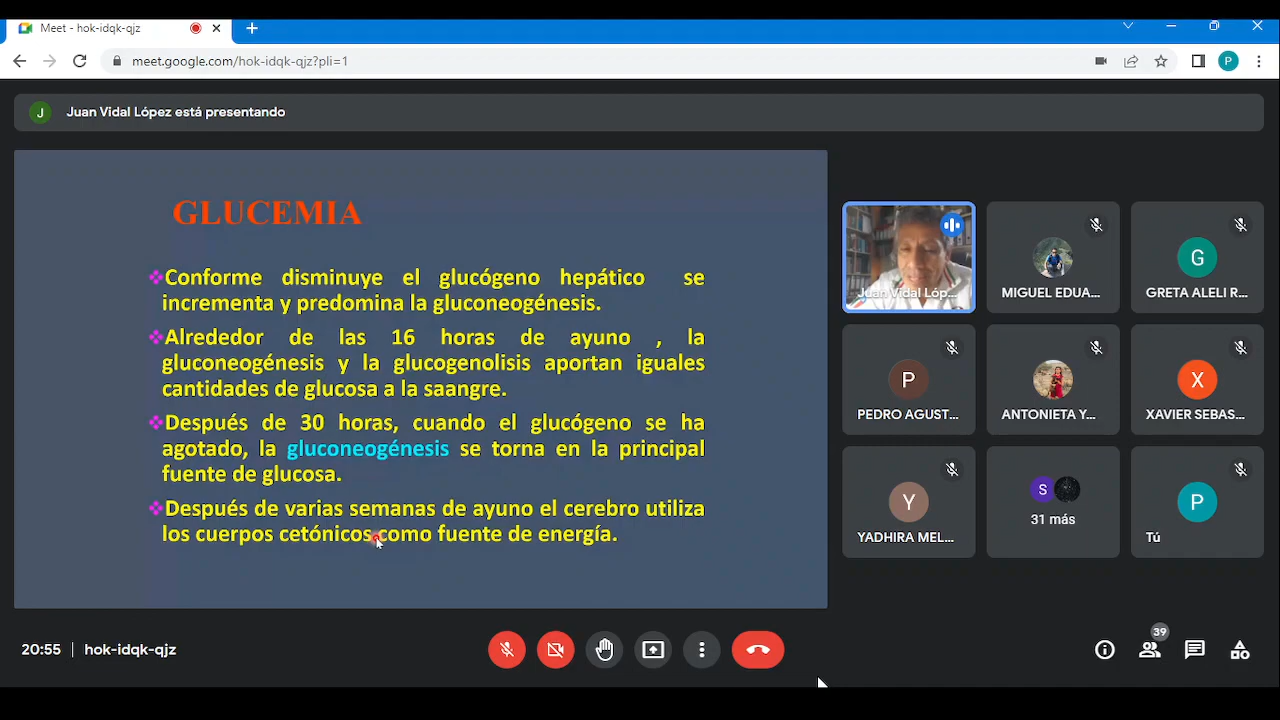 Meet - hok-idqk-qjz
meet.google.com/hok-idqk-qjz?pli=1
P
J
Juan Vidal López está presentando
GLUCEMIA
Conforme disminuye el glucógeno hepático se
incrementa y predomina la gluconeogénesis.
Alrededor de las 16 horas de ayuno , la
gluconeogénesis y la glucogenolisis aportan iguales
cantidades de glucosa a la saangre.
Después de 30 horas, cuando el glucógeno se ha
agotado, la gluconeogénesis se torna en la principal
fuente de glucosa.
Después de varias semanas de ayuno el cerebro utiliza
los cuerpos cetónicos como fuente de energía.
Juan Vidal Lóp...
MIGUEL EDUA...
G
GRETA ALELI R...
P
PEDRO AGUST...
ANTONIETA Y...
X
XAVIER SEBAS...
Y
YADHIRA MEL...
S
31 más
P
Tú
20:55 | hok-idqk-qjz
39